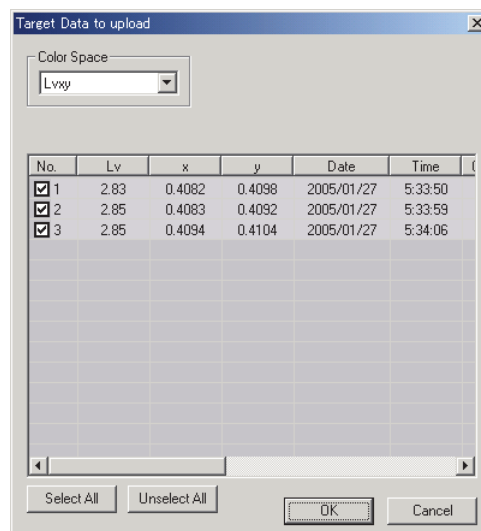 Target Data to upload
Color Space
Lvxy
No. Lv x y Date Time
1 2.83 0.4082 0.4098 2005/01/27 5:33:50
2 2.85 0.4083 0.4092 2005/01/27 5:33:59
3 2.85 0.4094 0.4104 2005/01/27 5:34:06
Select All Unselect All OK Cancel